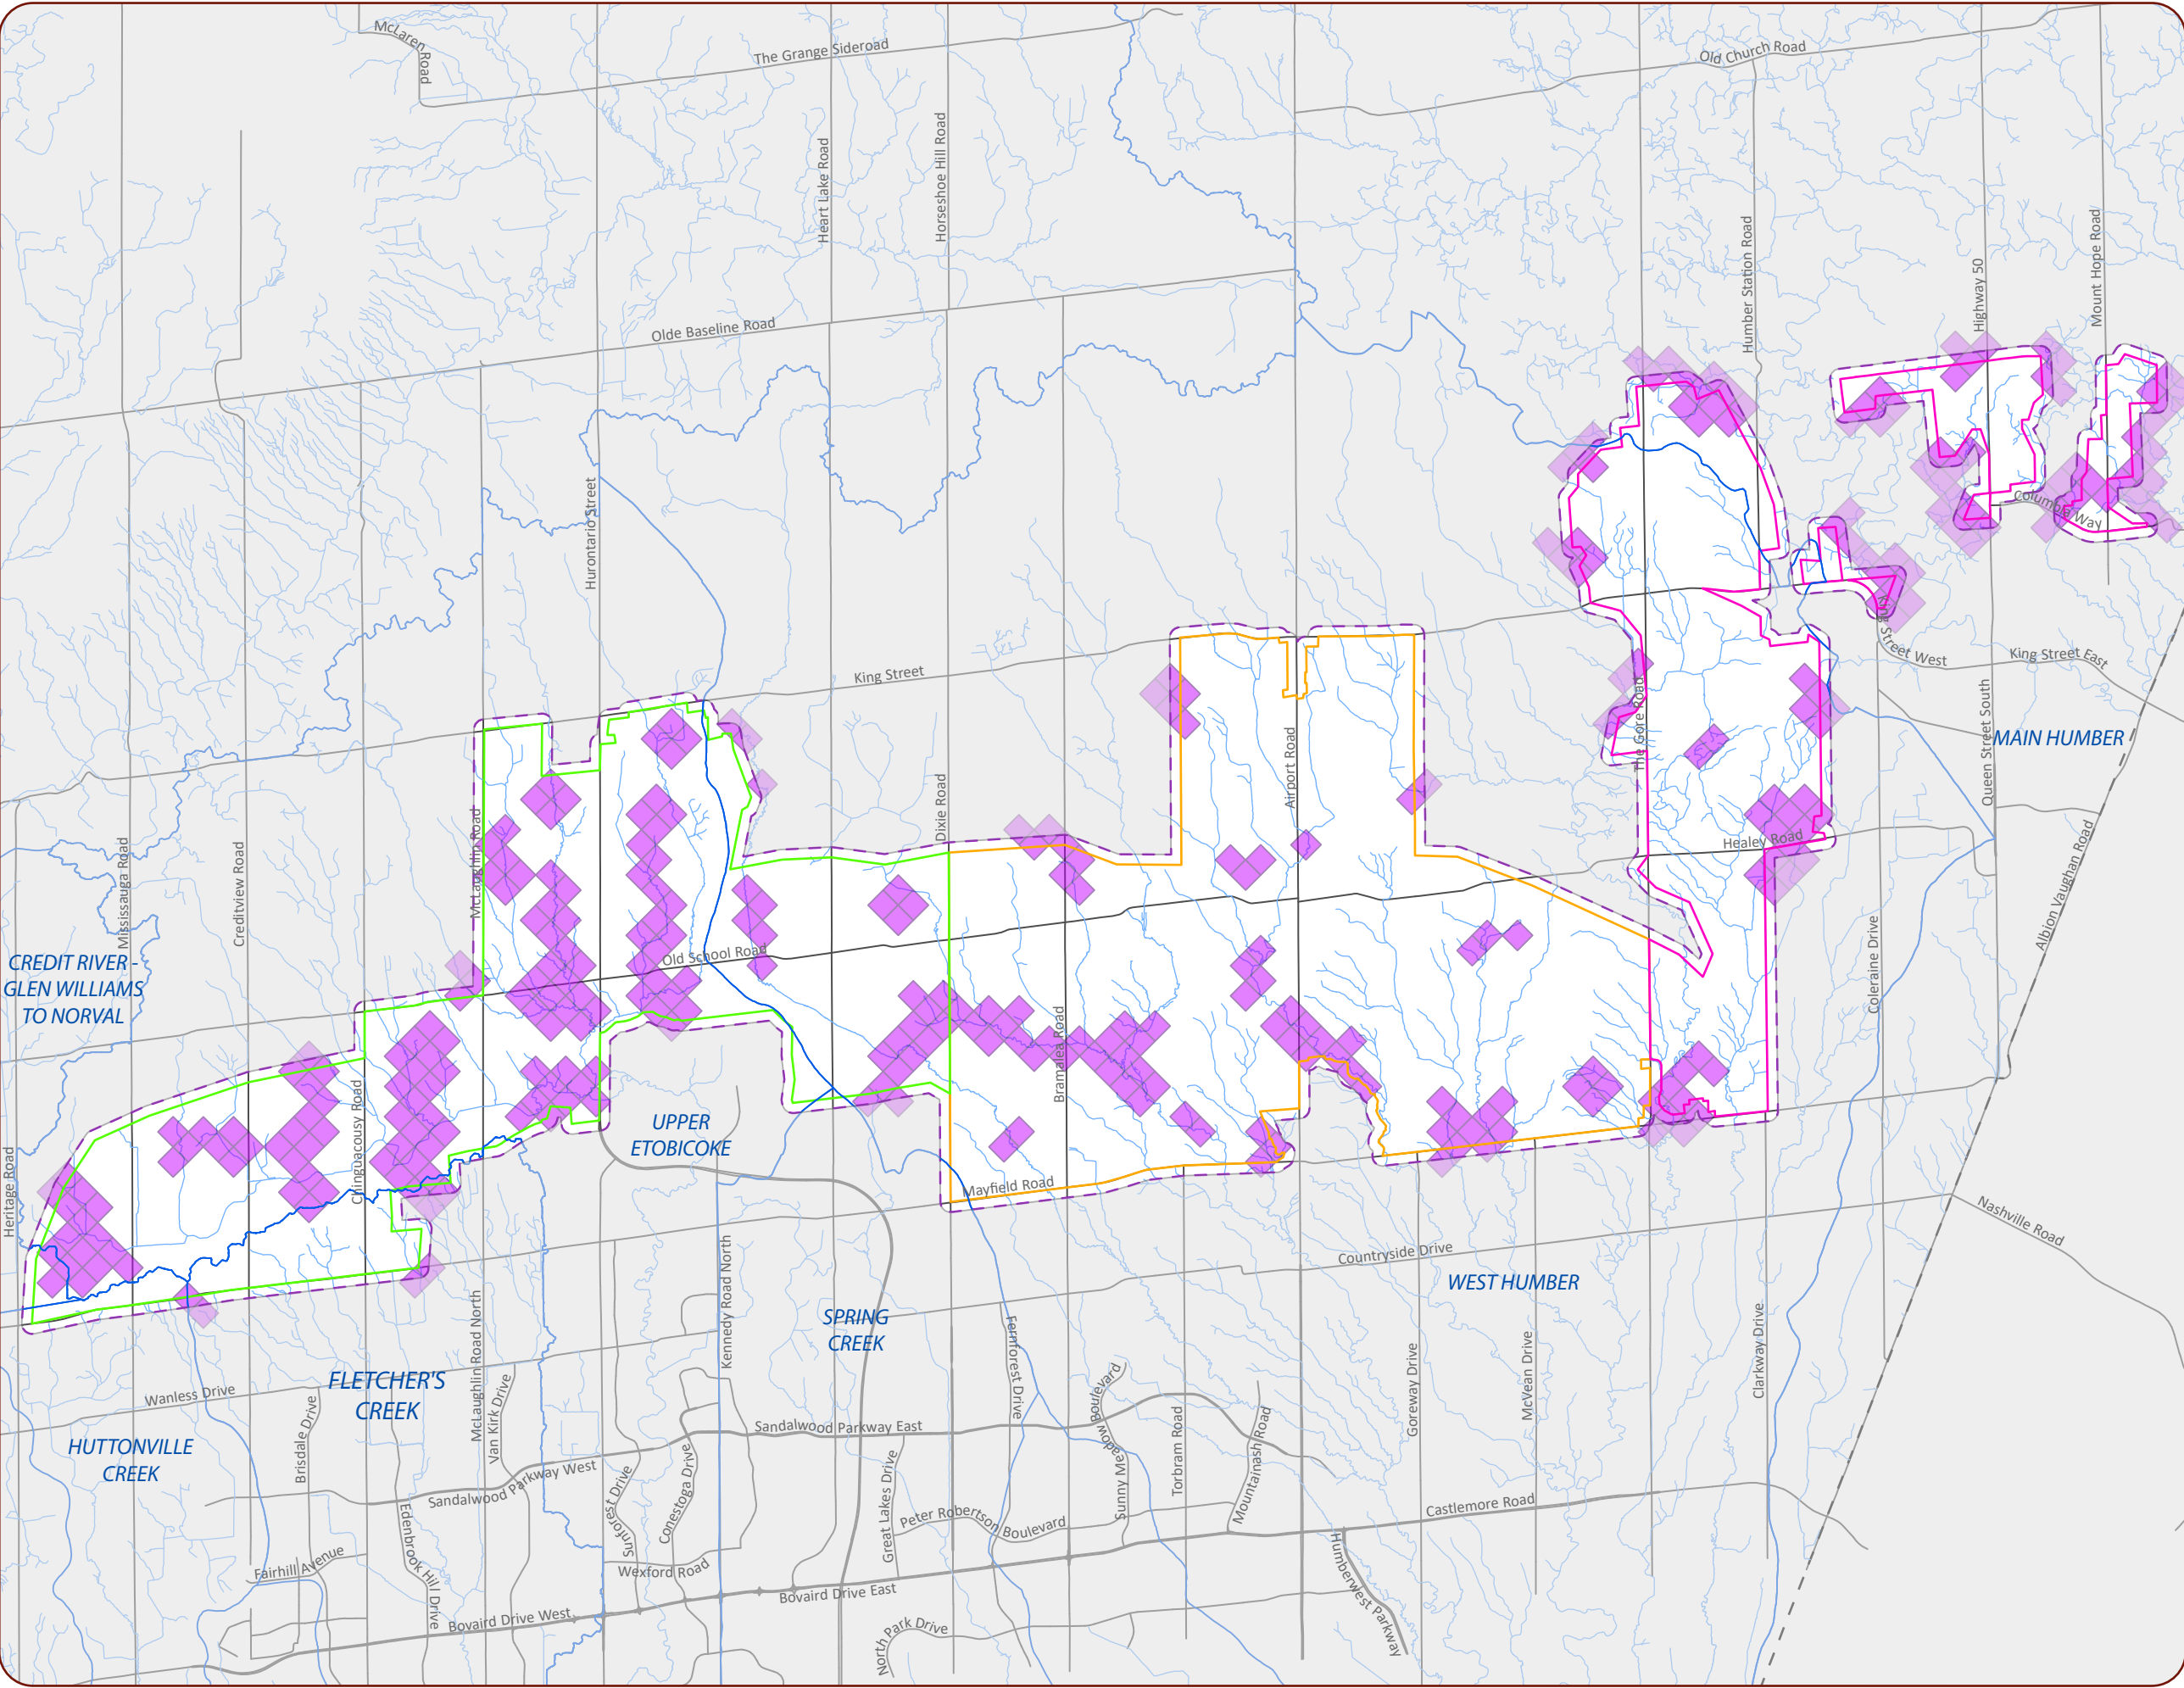 McLaren Road
The Grange Sideroad
Old Church Road
Heart Lake Road
Horseshoe Hill Road
Humber Station Road
Highway 50
Mount Hope Road
Olde Baseline Road
Hurontario Street
Columbia Way
King Street
King Street West
King Street East
The Gore Road
Queen Street South
MAIN HUMBER
Airport Road
Dixie Road
McLaughlin Road
Mississauga Road
Creditview Road
Healey Road
Albion Vaughan Road
Coleraine Drive
Old School Road
CREDIT RIVER -
GLEN WILLIAMS
TO NORVAL
Bramalea Road
Chinguacousy Road
UPPER
ETOBICOKE
Heritage Road
Mayfield Road
Nashville Road
Countryside Drive
WEST HUMBER
Kennedy Road North
McLaughlin Road North
SPRING
CREEK
Fernforest Drive
Clarkway Drive
Goreway Drive
McVean Drive
FLETCHER'S
CREEK
Wanless Drive
Van Kirk Drive
Brisdale Drive
HUTTONVILLE
CREEK
Sandalwood Parkway East
Sunny Meadow Boulevard
Torbram Road
Mountainash Road
Sandalwood Parkway West
Sunforest Drive
Conestoga Drive
Great Lakes Drive
Peter Robertson Boulevard
Castlemore Road
Edenbrook Hill Drive
Fairhill Avenue
Wexford Road
Bovaird Drive East
Humberwest Parkway
Bovaird Drive West
North Park Drive